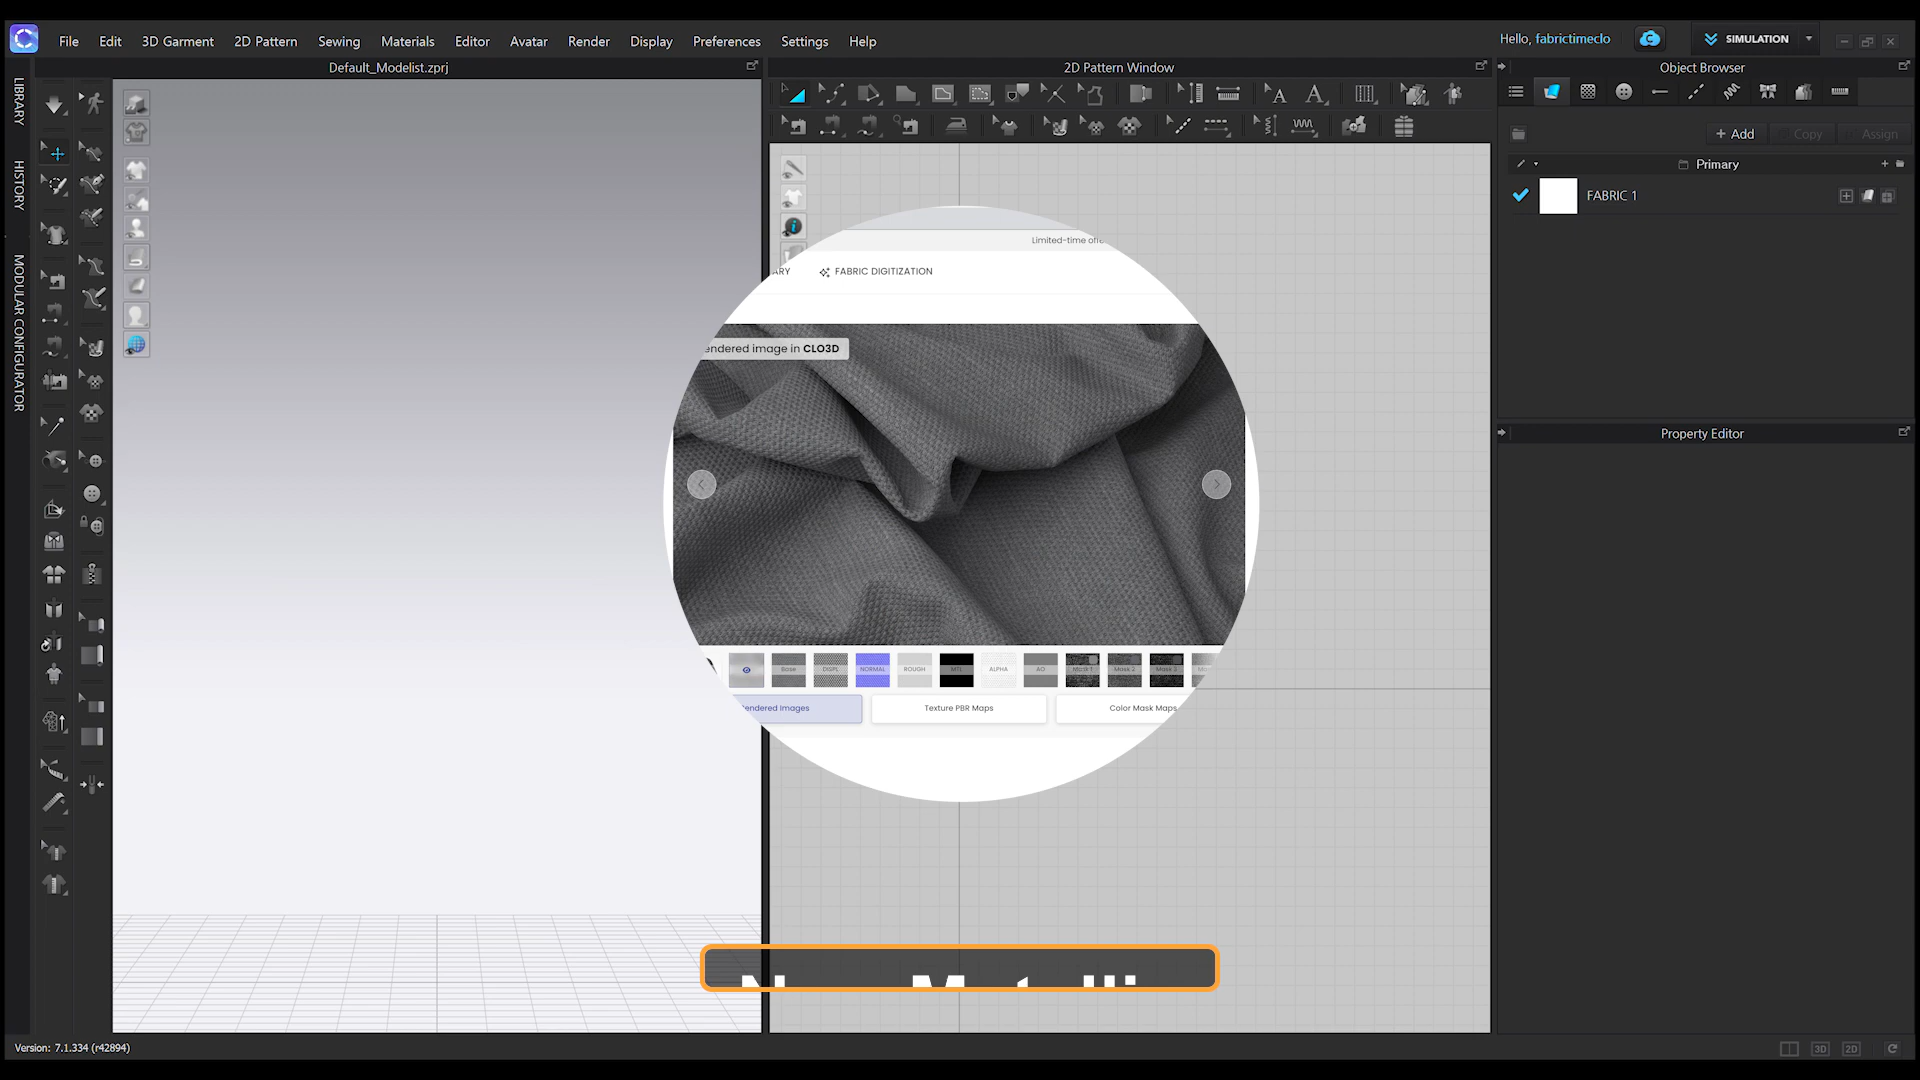 File Edit 3D Garment 2D Pattern Sewing Materials Editor Avatar Render Display Preferences Settings Help
Hello, fabrictimeclo
SIMULATION
Default_Modelist.zprj
2D Pattern Window
Object Browser
LIBRARY
HISTORY
MODULAR CONFIGURATOR
+ Add Copy Assign
Primary
FABRIC 1
Limited-time offe
ARY FABRIC DIGITIZATION
endered image in CLO3D
Base DISPL NORMAL ROUGH MTL ALPHA AO Mask 1 Mask 2 Mask 3
endered Images Texture PBR Maps Color Mask Maps
Property Editor
Version: 7.1.334 (r42894)
3D 2D